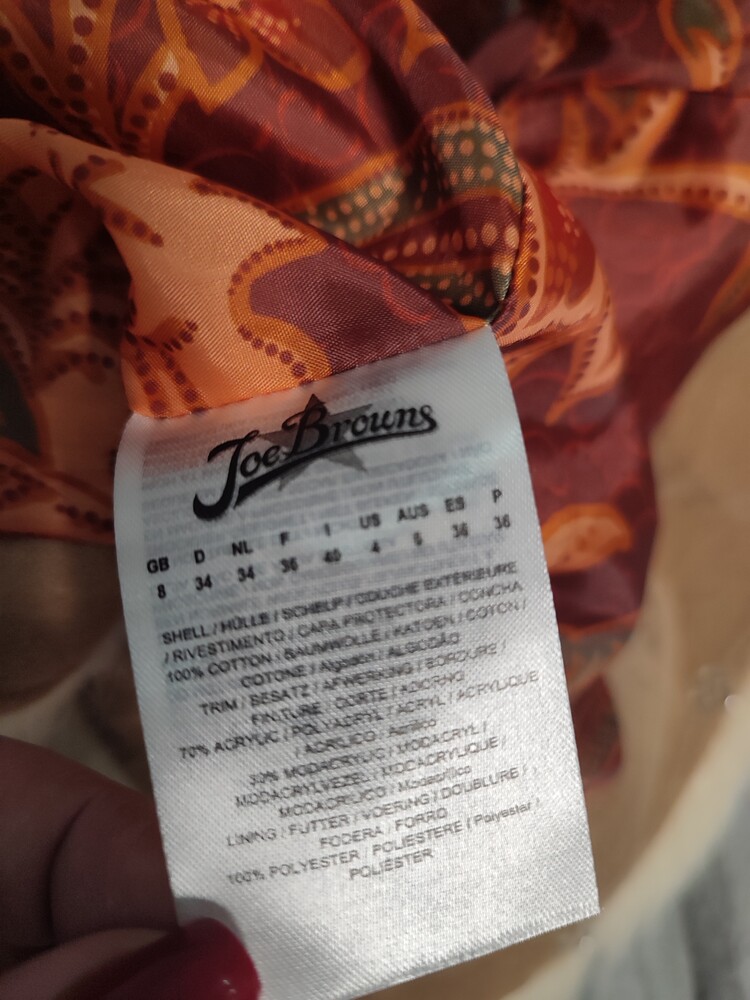 Joe Browns
GB D NL F I US AUS ES P
8 34 34 36 40 4 6 36 36
SHELL / HÜLLE / SCHELP / COUCHE EXTÉRIEURE
/ RIVESTIMENTO / CAPA PROTECTORA / CONCHA
100% COTTON / BAUMWOLLE / KATOEN / COTON /
COTONE / Algodón / ALGODÃO
TRIM / BESATZ / AFWERKING / BORDURE /
FINITURE / CORTE / ADORNO
70% ACRYLIC / POLYACRYL / ACRYL / ACRYLIQUE
/ ACRILICO / Acrílico
30% MODACRYLIC / MODACRYL /
MODACRYLVEZEL / MODACRYLIQUE /
MODACRILICO / Modacrílico
LINING / FUTTER / VOERING / DOUBLURE /
FODERA / FORRO
100% POLYESTER / POLIESTERE / Polyester /
POLIÉSTER